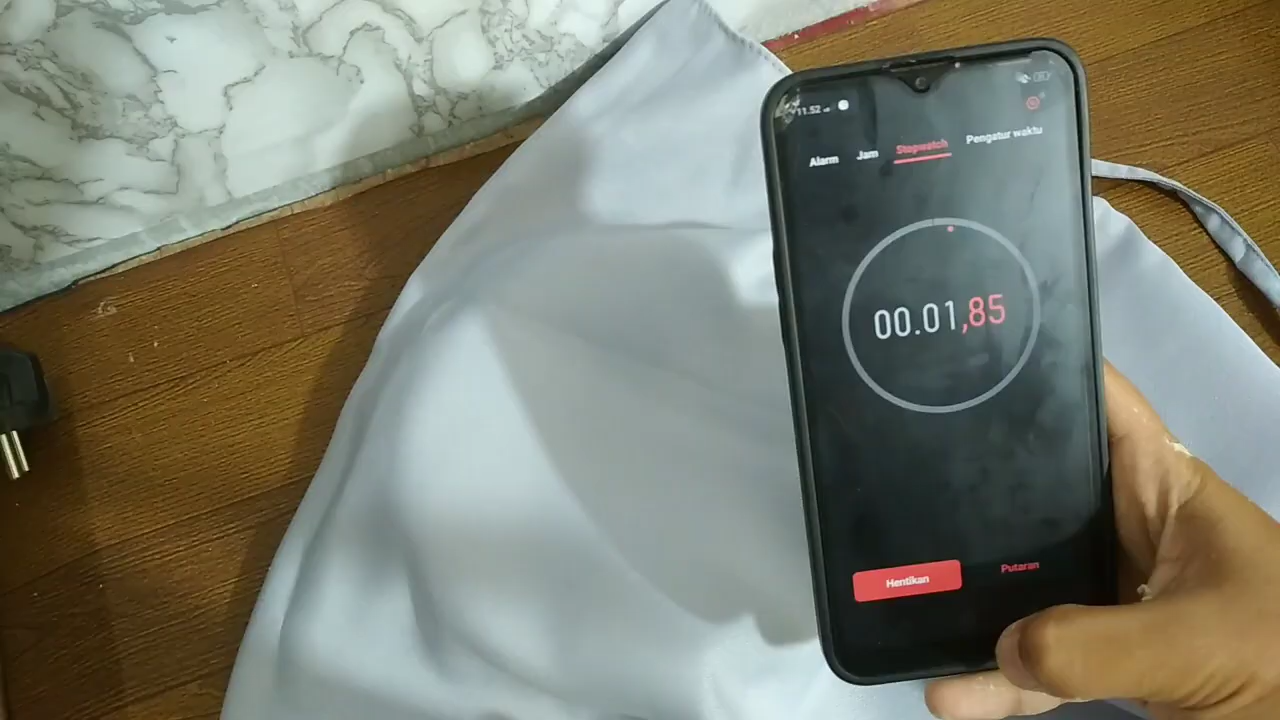 11.52
Alarm Jam Stopwatch Pengatur waktu
00.01,85
Hentikan Putaran